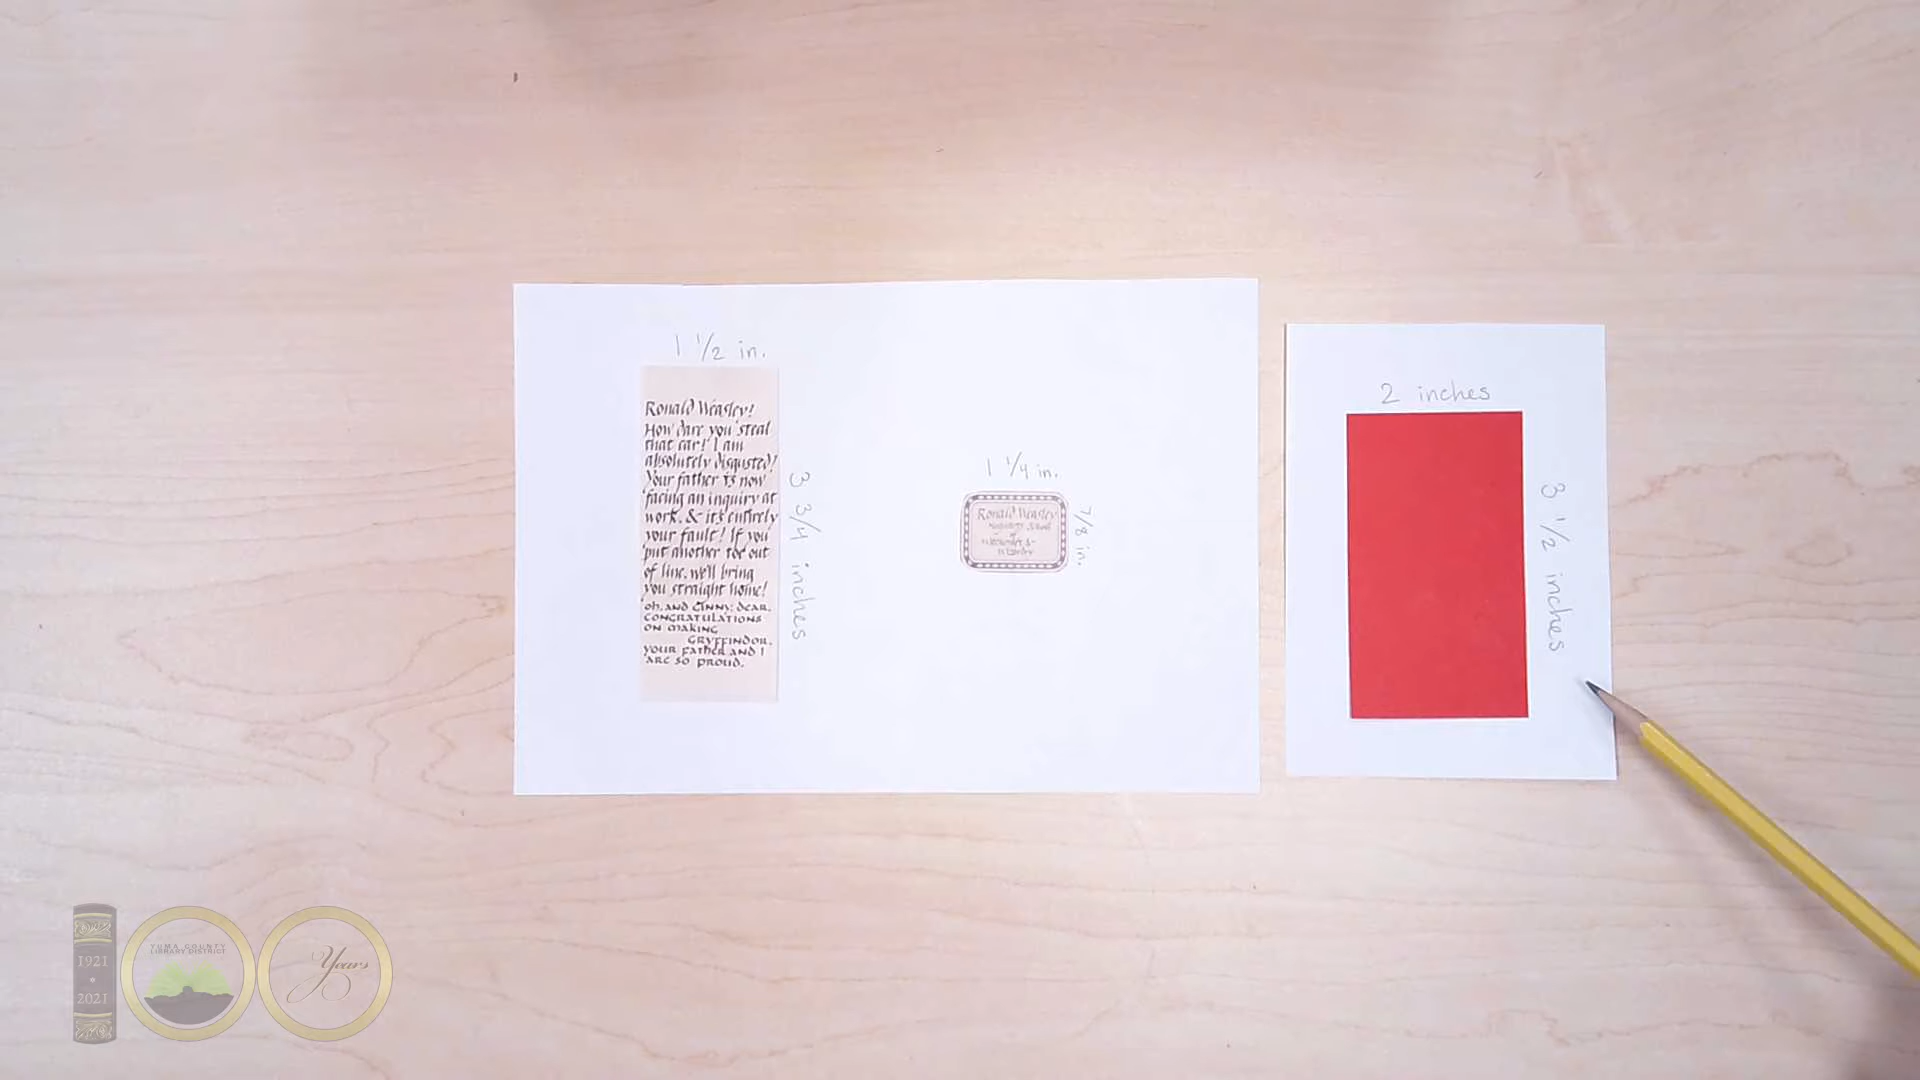 1 1/2 in.
Ronald Weasley!
How dare you steal
that car! I am
absolutely disgusted!
Your father is now
facing an inquiry at
work, & it's entirely
your fault! If you
put another toe out
of line, we'll bring
you straight home!
oh, and Ginny, dear,
CONGRATULATIONS
ON MAKING
GRYFFINDOR.
YOUR FATHER AND I
ARE SO PROUD.
3 3/4 inches
1 1/4 in.
Ronald Weasley
7/8 in.
2 inches
3 1/2 inches
1921
2021
YUMA COUNTY
LIBRARY DISTRICT
Years